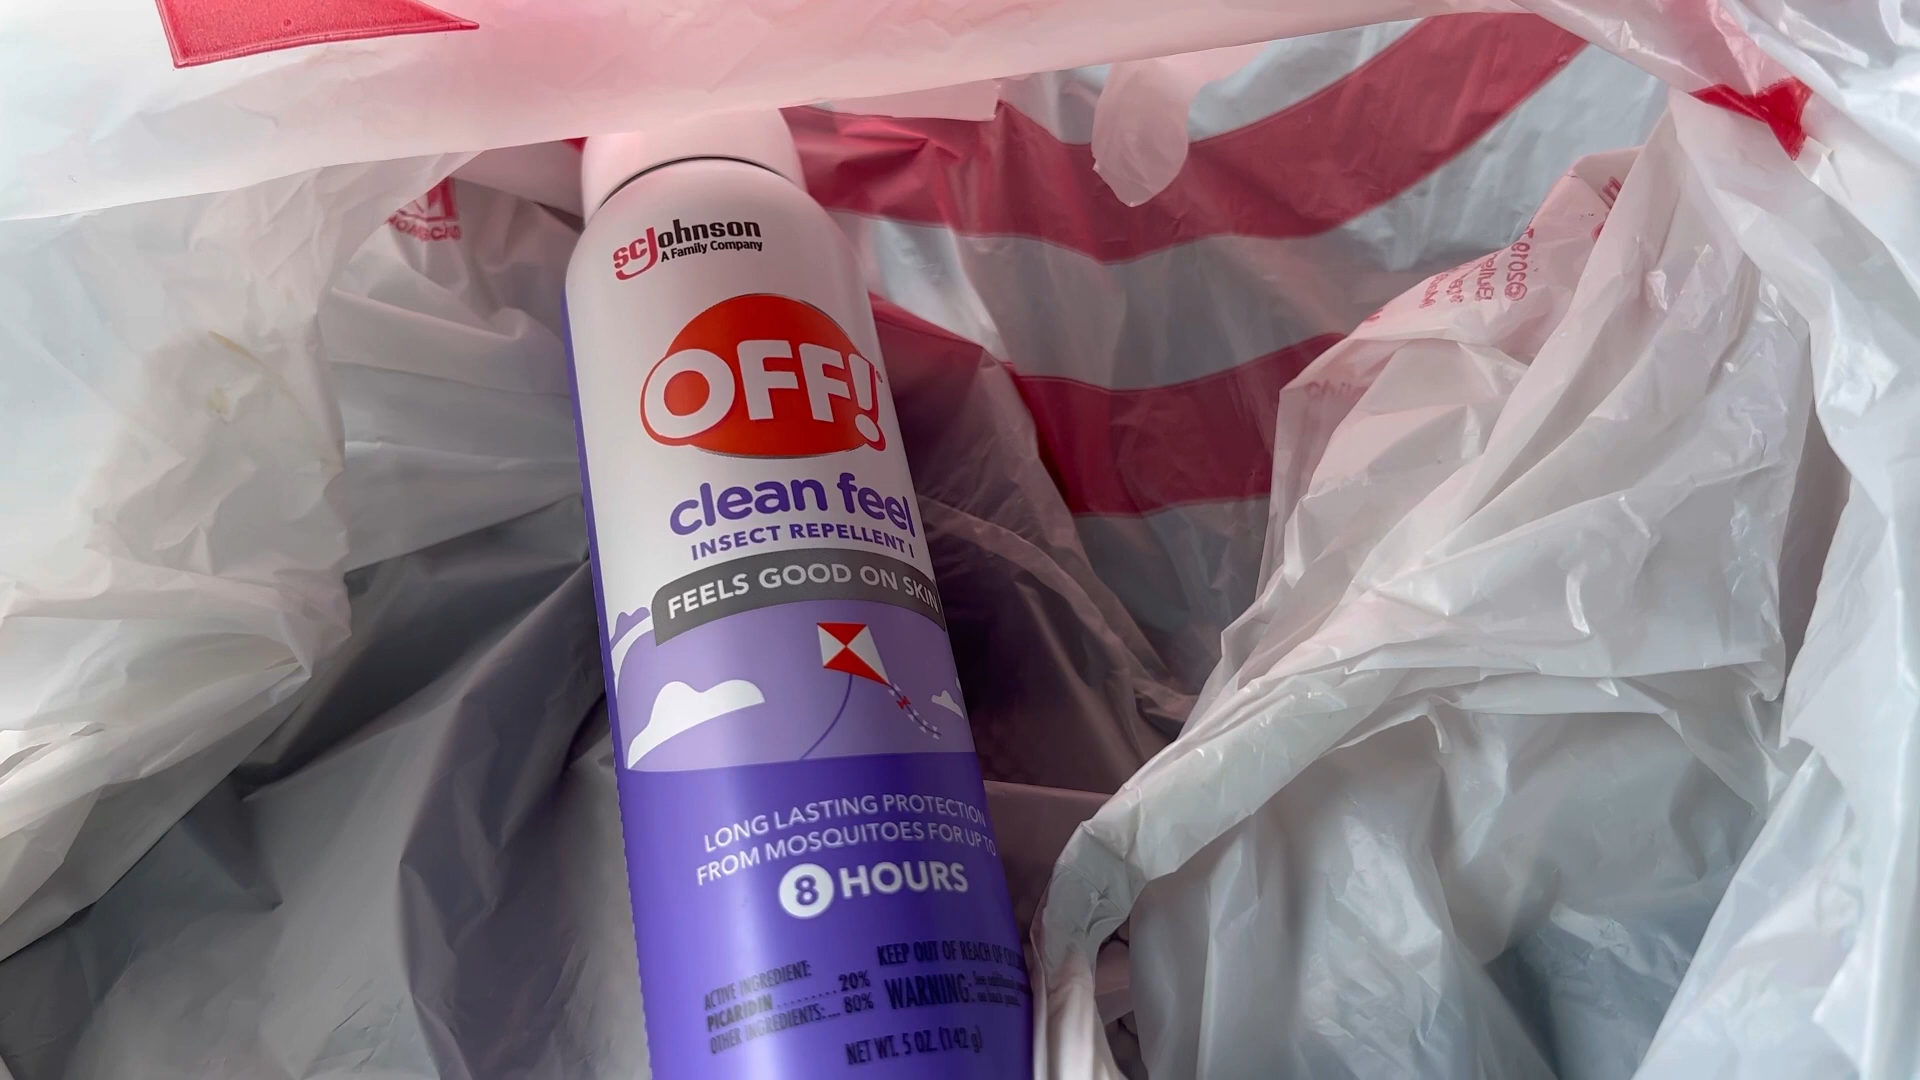 scJohnson
A Family Company
OFF!
clean feel
INSECT REPELLENT I
FEELS GOOD ON SKIN
LONG LASTING PROTECTION
FROM MOSQUITOES FOR UP TO
8 HOURS
KEEP OUT OF REACH OF
ACTIVE INGREDIENT:
PICARIDIN ......... 20%
OTHER INGREDIENTS:... 80%
WARNING:
NET WT. 5 OZ. (142 g)